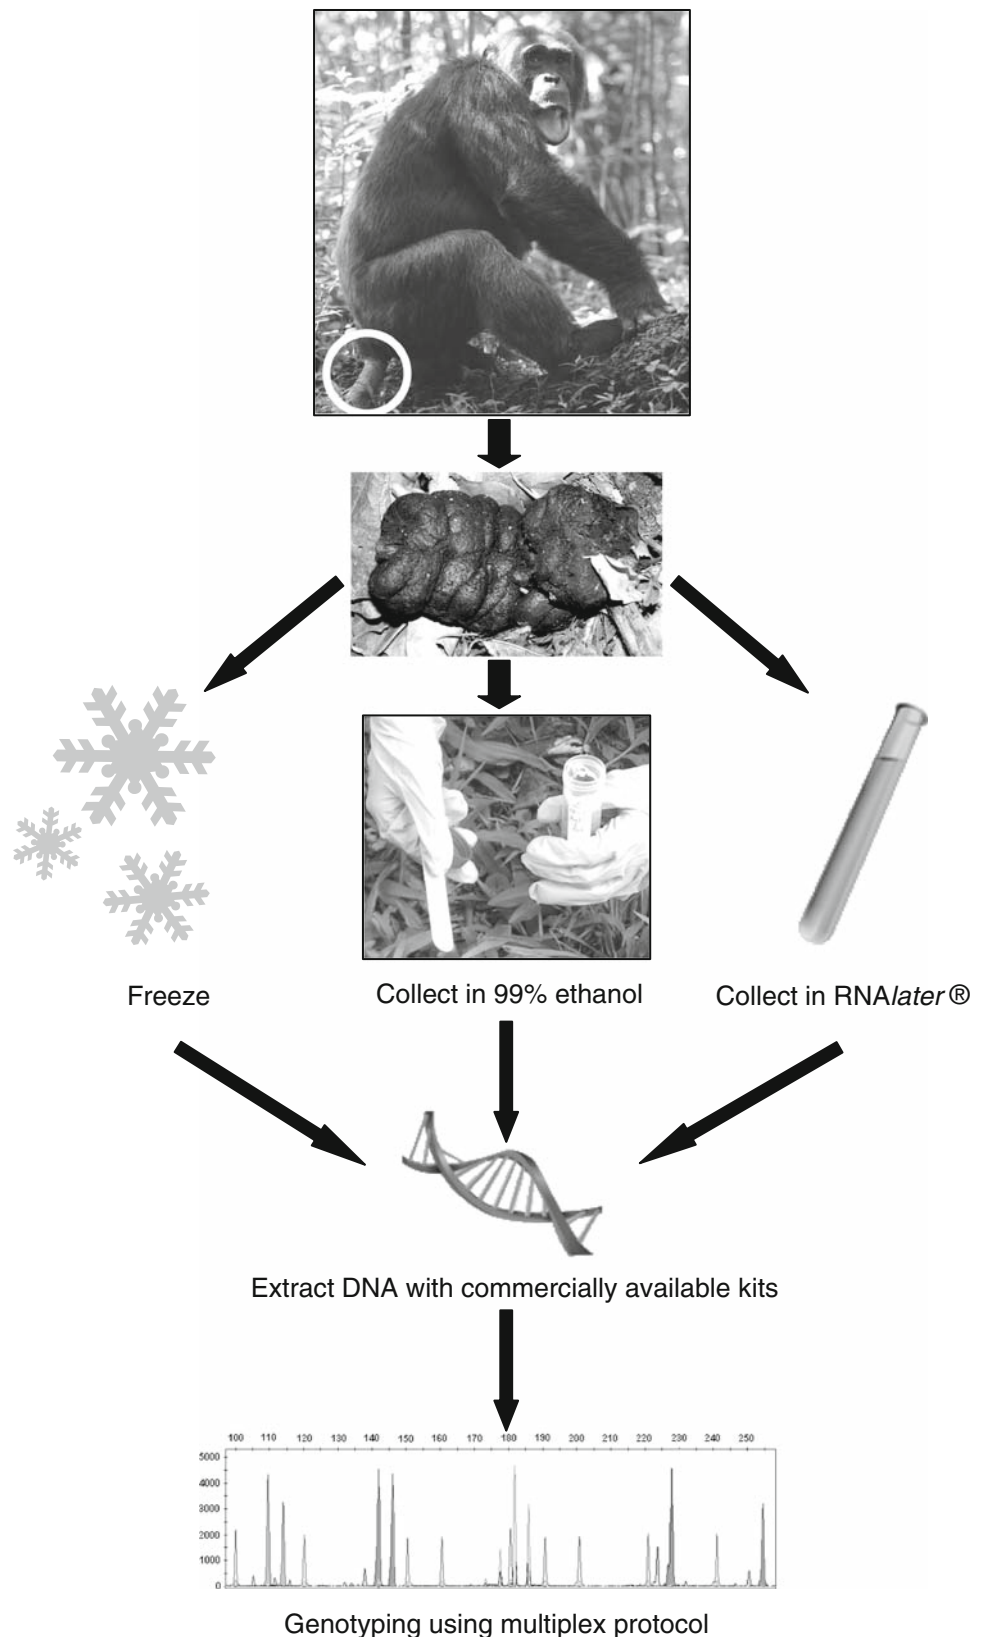 Freeze
Collect in 99% ethanol
Collect in RNAlater ®
Extract DNA with commercially available kits
100 110 120 130 140 150 160 170 180 190 200 210 220 230 240 250
5000
4000
3000
2000
1000
0
Genotyping using multiplex protocol